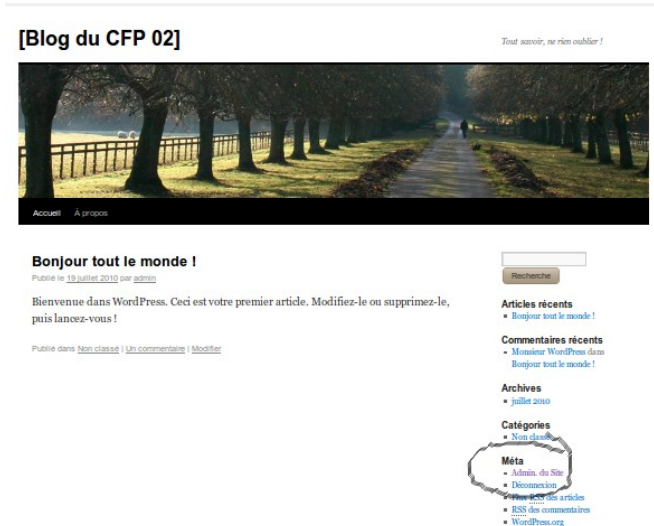 [Blog du CFP 02]
Tout savoir, ne rien oublier !
Accueil À propos
Bonjour tout le monde !
Publié le 19 juillet 2010 par admin
Bienvenue dans WordPress. Ceci est votre premier article. Modifiez-le ou supprimez-le,
puis lancez-vous !
Publié dans Non classé | Un commentaire | Modifier
Recherche
Articles récents
Bonjour tout le monde !
Commentaires récents
Monsieur WordPress dans
Bonjour tout le monde !
Archives
juillet 2010
Catégories
Non classé
Méta
Admin. du Site
Déconnexion
Flux RSS des articles
RSS des commentaires
WordPress.org